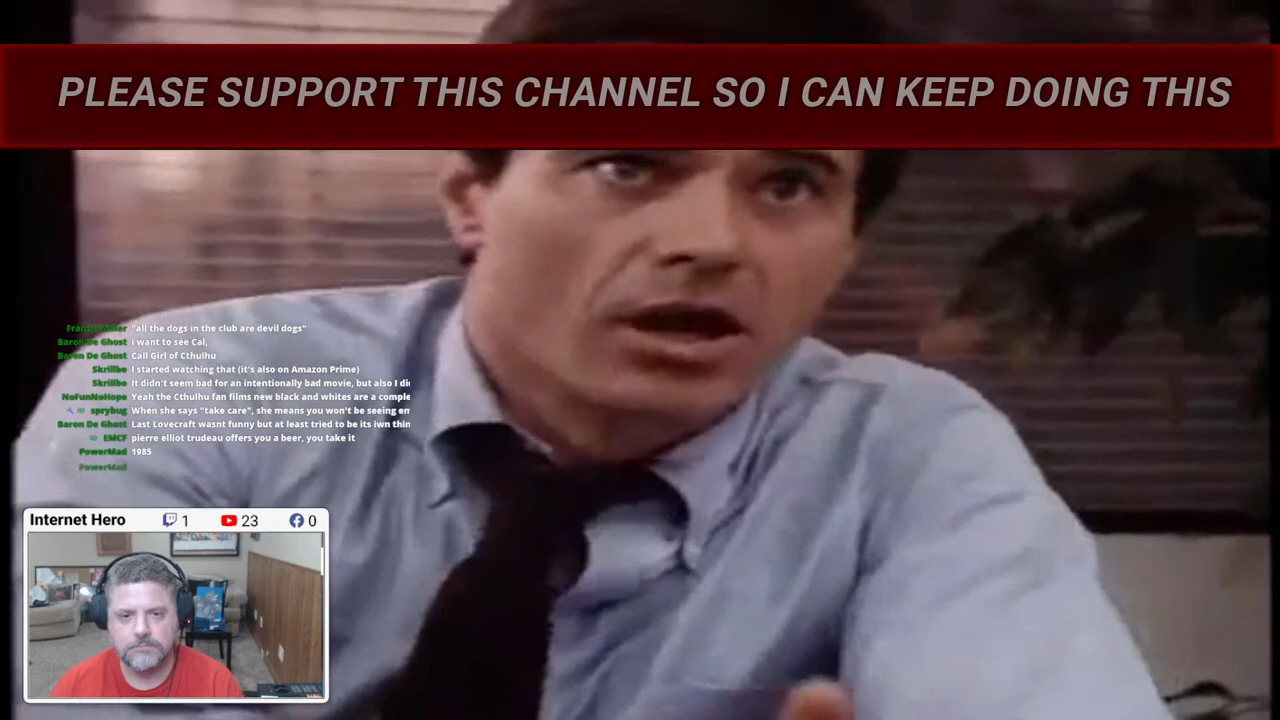 PLEASE SUPPORT THIS CHANNEL SO I CAN KEEP DOING THIS
"all the dogs in the club are devil dogs"
Baron De Ghost i want to see Cal,
Baron De Ghost Call Girl of Cthulhu
Skrillbo I started watching that (it's also on Amazon Prime)
Skrillbo It didn't seem bad for an intentionally bad movie, but also I di
NoFunNoHope Yeah the Cthulhu fan films new black and whites are a comple
sprybug When she says "take care", she means you won't be seeing em
Baron De Ghost Last Lovecraft wasnt funny but at least tried to be its iwn thin
EMCF pierre elliot trudeau offers you a beer, you take it
PowerMad 1985
PowerMad
Internet Hero 1 23 0